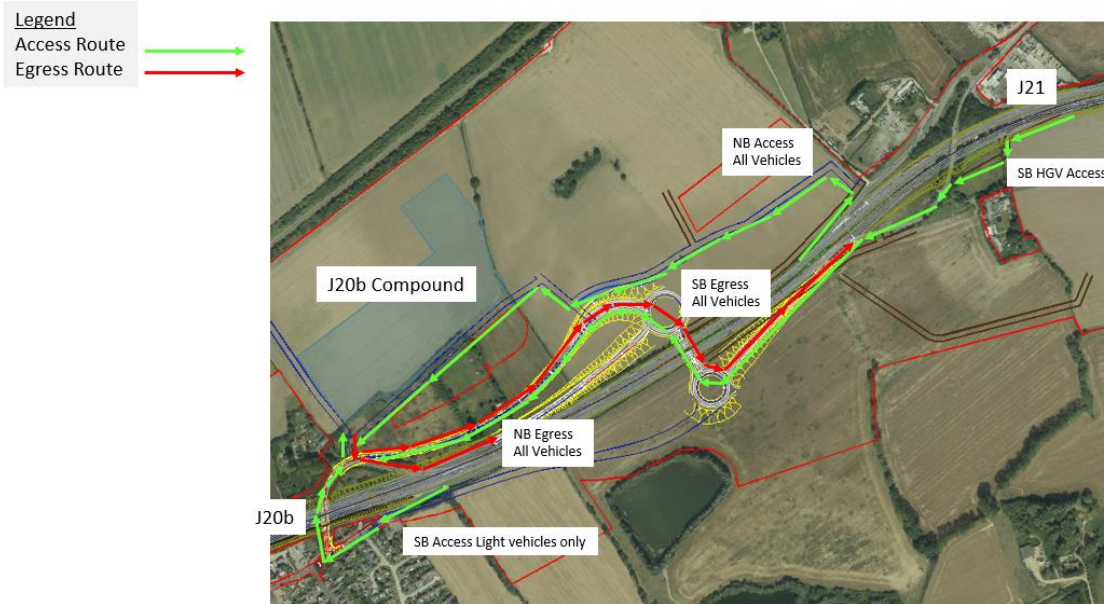 Legend
Access Route
Egress Route
J21
NB Access
All Vehicles
SB HGV Access
J20b Compound
SB Egress
All Vehicles
NB Egress
All Vehicles
J20b
SB Access Light vehicles only